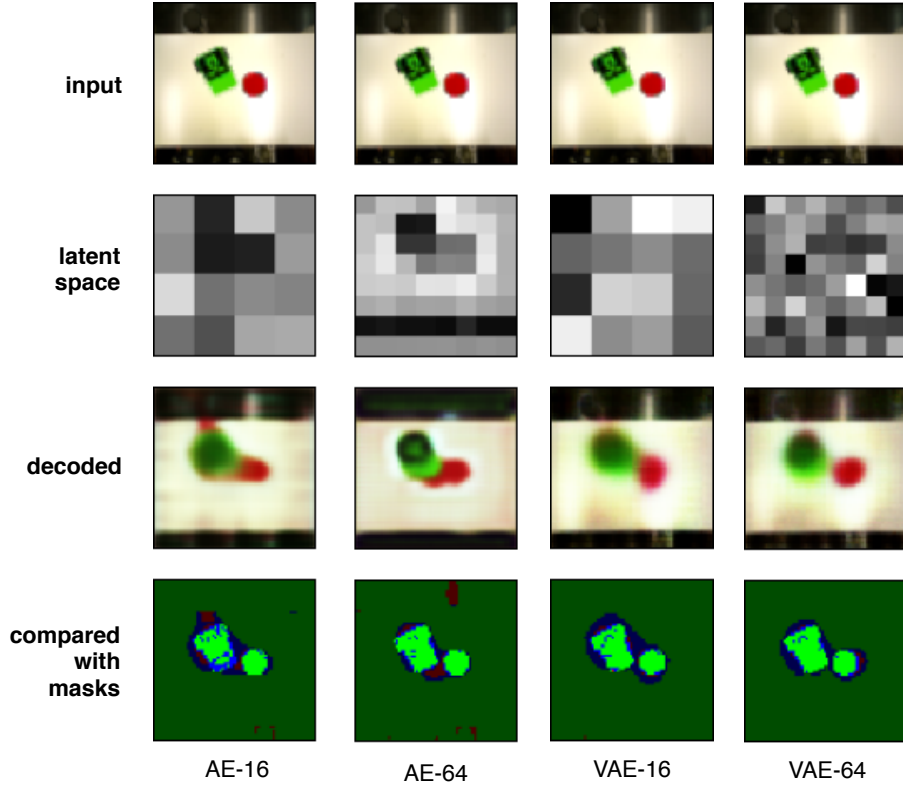 input
latent
space
decoded
compared
with
masks
AE-16
AE-64
VAE-16
VAE-64